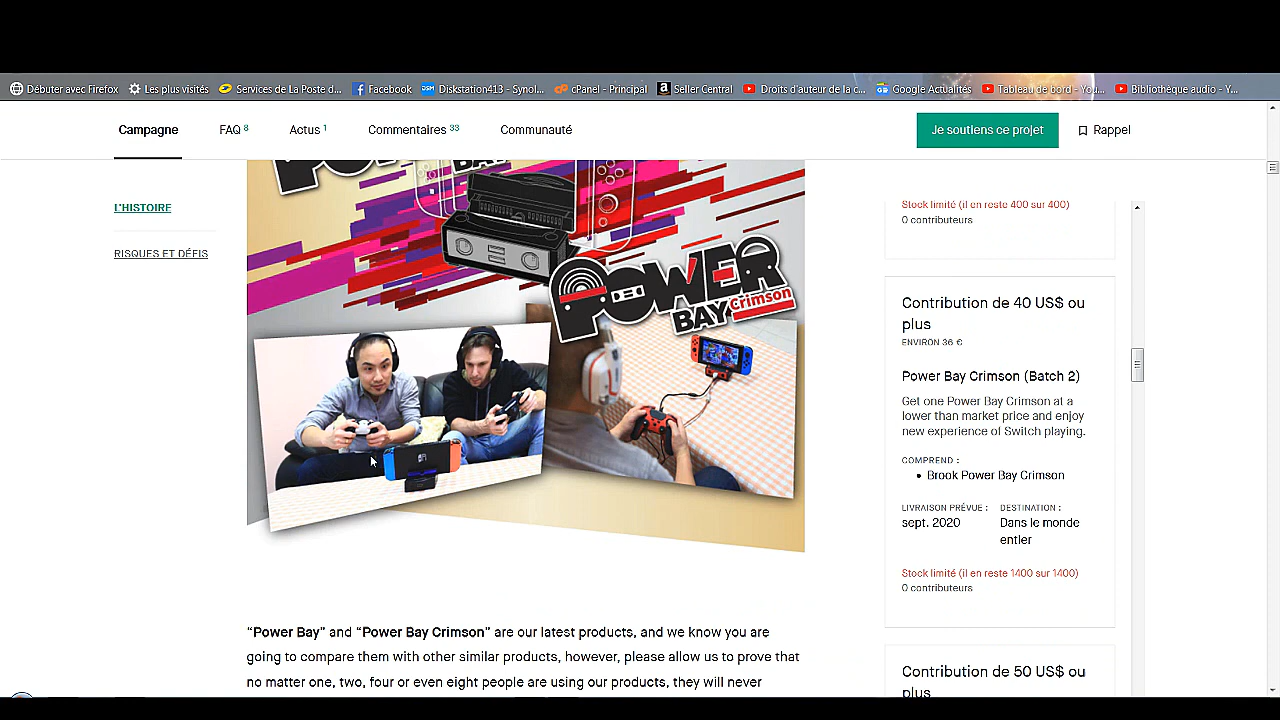 Débuter avec Firefox
Les plus visités
Services de La Poste d...
Facebook
Diskstation413 - Synol...
cPanel - Principal
Seller Central
Droits d'auteur de la c...
Google Actualités
Tableau de bord - You...
Bibliothèque audio - Y...
Campagne
FAQ 8
Actus 1
Commentaires 33
Communauté
Je soutiens ce projet
Rappel
L'HISTOIRE
RISQUES ET DÉFIS
POWER
BAY
Crimson
"Power Bay" and "Power Bay Crimson" are our latest products, and we know you are
going to compare them with other similar products, however, please allow us to prove that
no matter one, two, four or even eight people are using our products, they will never
Stock limité (il en reste 400 sur 400)
0 contributeurs
Contribution de 40 US$ ou
plus
ENVIRON 36 €
Power Bay Crimson (Batch 2)
Get one Power Bay Crimson at a
lower than market price and enjoy
new experience of Switch playing.
COMPREND :
• Brook Power Bay Crimson
LIVRAISON PRÉVUE :
sept. 2020
DESTINATION :
Dans le monde
entier
Stock limité (il en reste 1400 sur 1400)
0 contributeurs
Contribution de 50 US$ ou
plus